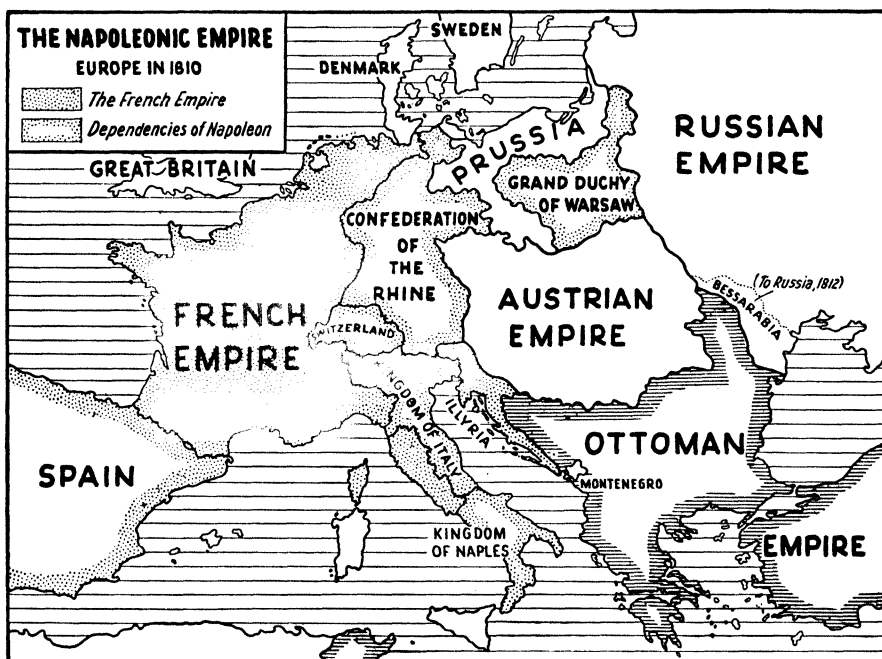 THE NAPOLEONIC EMPIRE
EUROPE IN 1810
The French Empire
Dependencies of Napoleon
SWEDEN
DENMARK
GREAT BRITAIN
PRUSSIA
RUSSIAN
EMPIRE
GRAND DUCHY
OF WARSAW
CONFEDERATION
OF
THE
RHINE
FRENCH
EMPIRE
AUSTRIAN
EMPIRE
(To Russia, 1812)
BESSARABIA
KINGDOM OF ITALY
ILLYRIA
SPAIN
OTTOMAN
MONTENEGRO
KINGDOM
OF NAPLES
EMPIRE